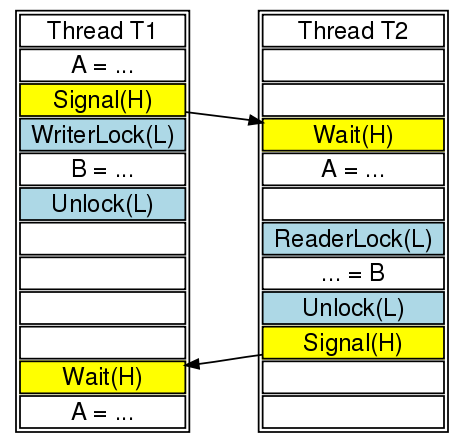 Thread T1
A = ...
Signal(H)
WriterLock(L)
B = ...
Unlock(L)
Wait(H)
A = ...
Thread T2
Wait(H)
A = ...
ReaderLock(L)
... = B
Unlock(L)
Signal(H)